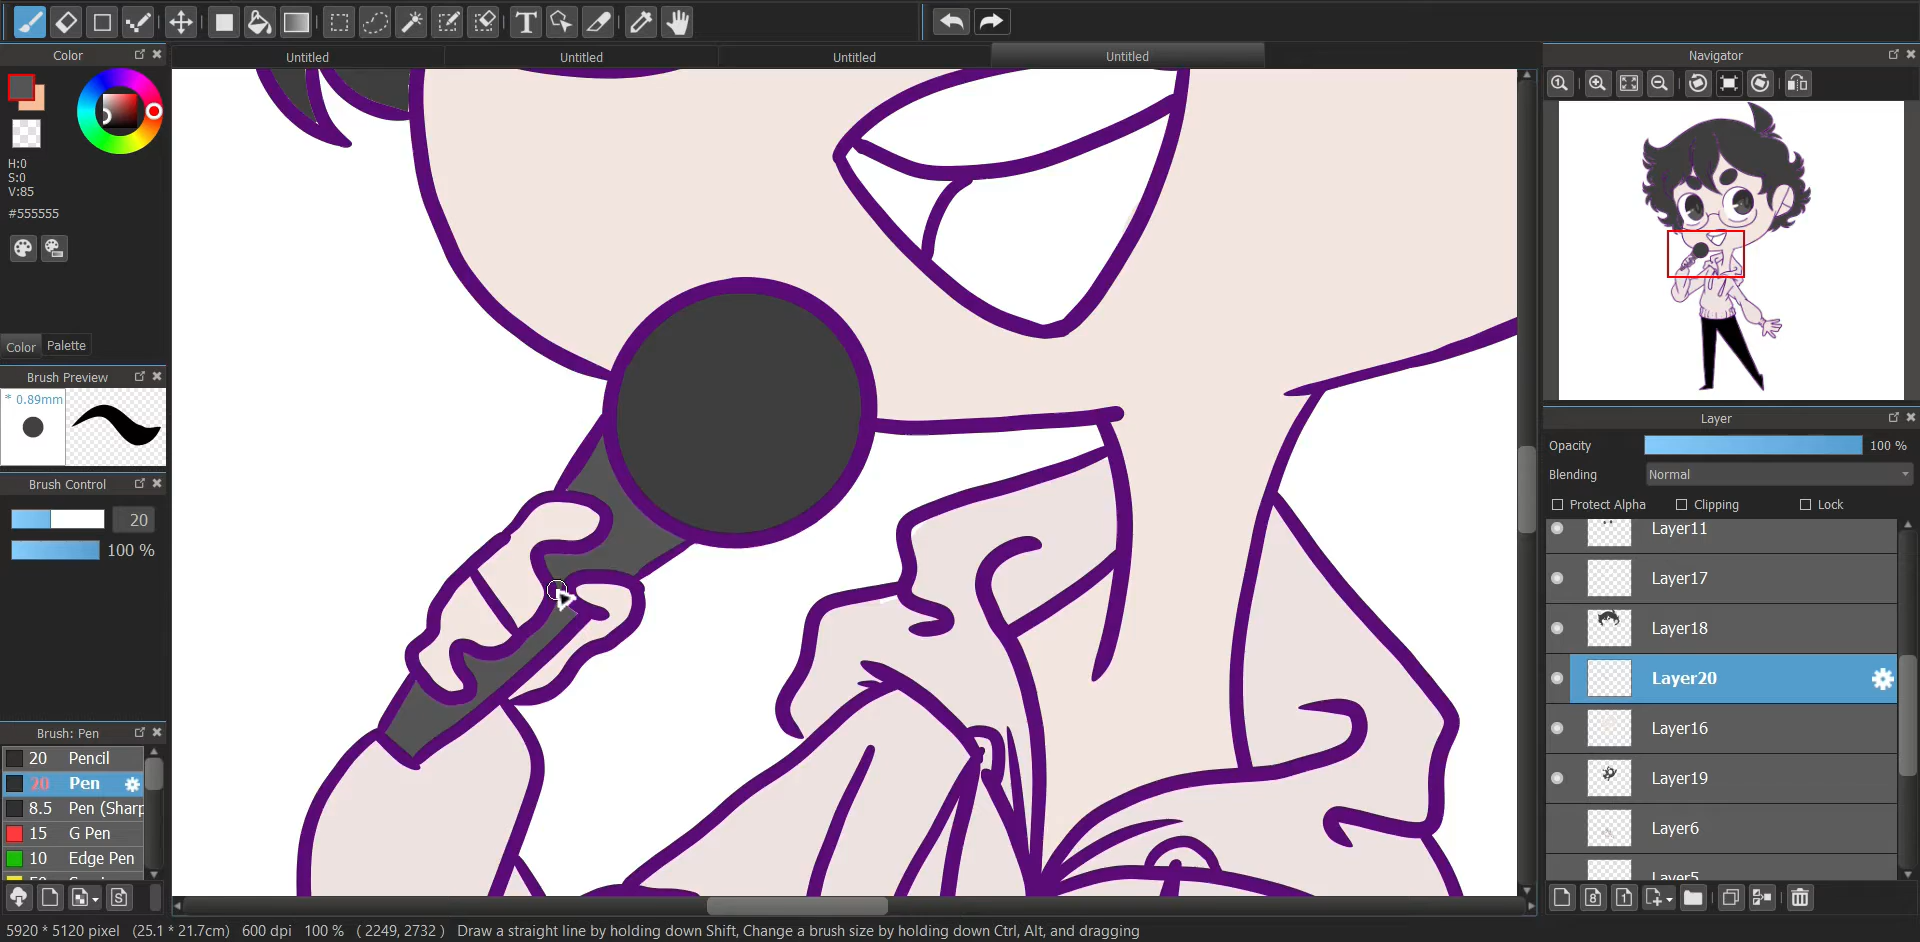 T
Color
Untitled
Untitled
Untitled
Untitled
Navigator
H:0
S:0
V:85
#555555
Color
Palette
Brush Preview
* 0.89mm
Brush Control
20
100 %
Brush: Pen
20 Pencil
20 Pen
8.5 Pen (Sharp
15 G Pen
10 Edge Pen
Layer
Opacity 100 %
Blending Normal
Protect Alpha Clipping Lock
Layer11
Layer17
Layer18
Layer20
Layer16
Layer19
Layer6
Layer5
5920 * 5120 pixel (25.1 * 21.7cm) 600 dpi 100 % ( 2249, 2732 ) Draw a straight line by holding down Shift, Change a brush size by holding down Ctrl, Alt, and dragging